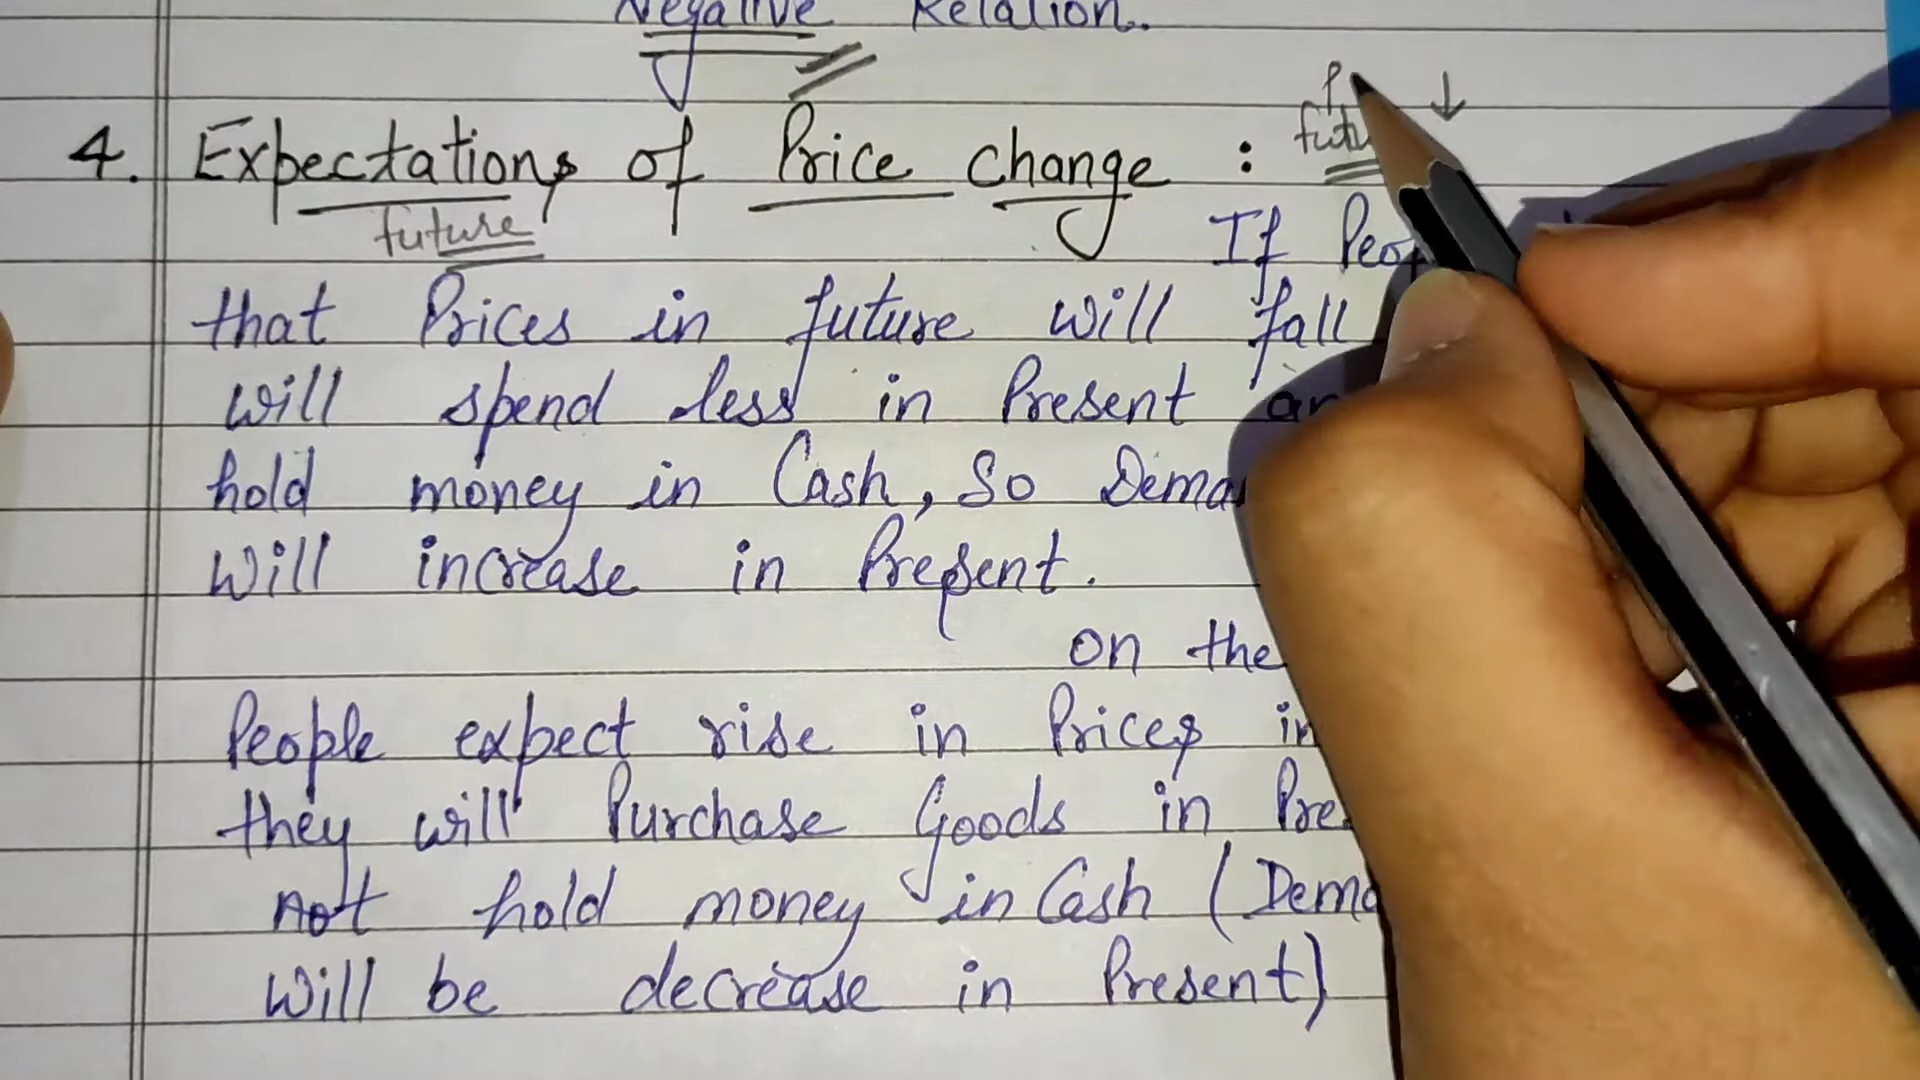 Negative Relation.
P ↓
4. Expectations of Price change :
future
If
that Prices in future will fall
will spend less in Present
hold money in Cash, So
will increase in Present.
on the
People expect rise in Prices in
they will Purchase Goods in
not hold money in Cash (
will be decrease in Present)